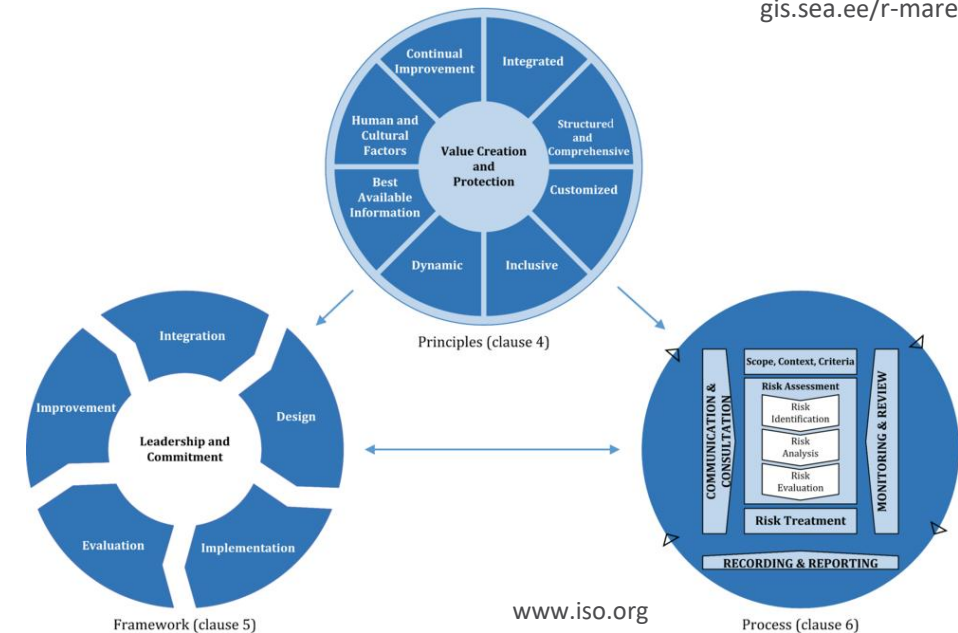 gis.sea.ee/r-mare
Continual
Improvement
Integrated
Structured
and
Comprehensive
Customized
Inclusive
Dynamic
Best
Available
Information
Human and
Cultural
Factors
Value Creation
and
Protection
Principles (clause 4)
Integration
Design
Implementation
Evaluation
Improvement
Leadership and
Commitment
Framework (clause 5)
Scope, Context, Criteria
Risk Assessment
Risk
Identification
Risk
Analysis
Risk
Evaluation
Risk Treatment
COMMUNICATION &
CONSULTATION
MONITORING & REVIEW
RECORDING & REPORTING
Process (clause 6)
www.iso.org